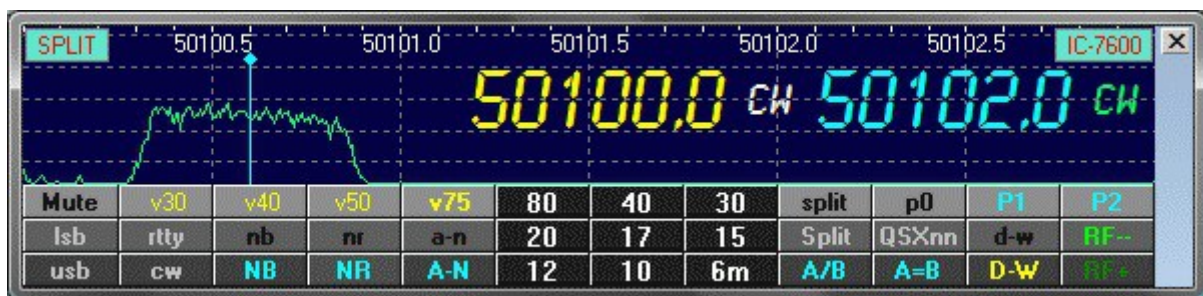 SPLIT 50100.5 50101.0 50101.5 50102.0 50102.5 IC-7600 X
50100,0 CW 50102,0 CW
Mute v30 v40 v50 v75 80 40 30 split p0 P1 P2
lsb rtty nb nr a-n 20 17 15 Split QSXnn d-w RF--
usb cw NB NR A-N 12 10 6m A/B A=B D-W RF+